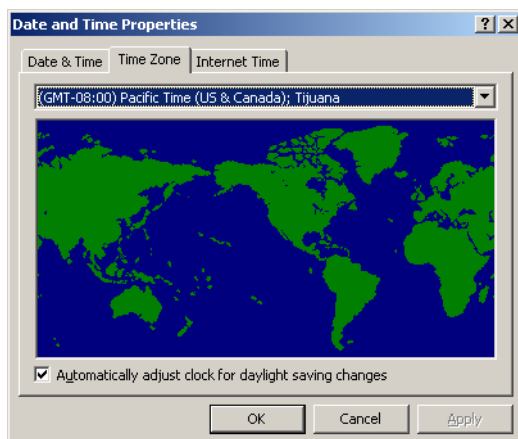 Date and Time Properties
Date & Time Time Zone Internet Time
(GMT-08:00) Pacific Time (US & Canada); Tijuana
Automatically adjust clock for daylight saving changes
OK Cancel Apply